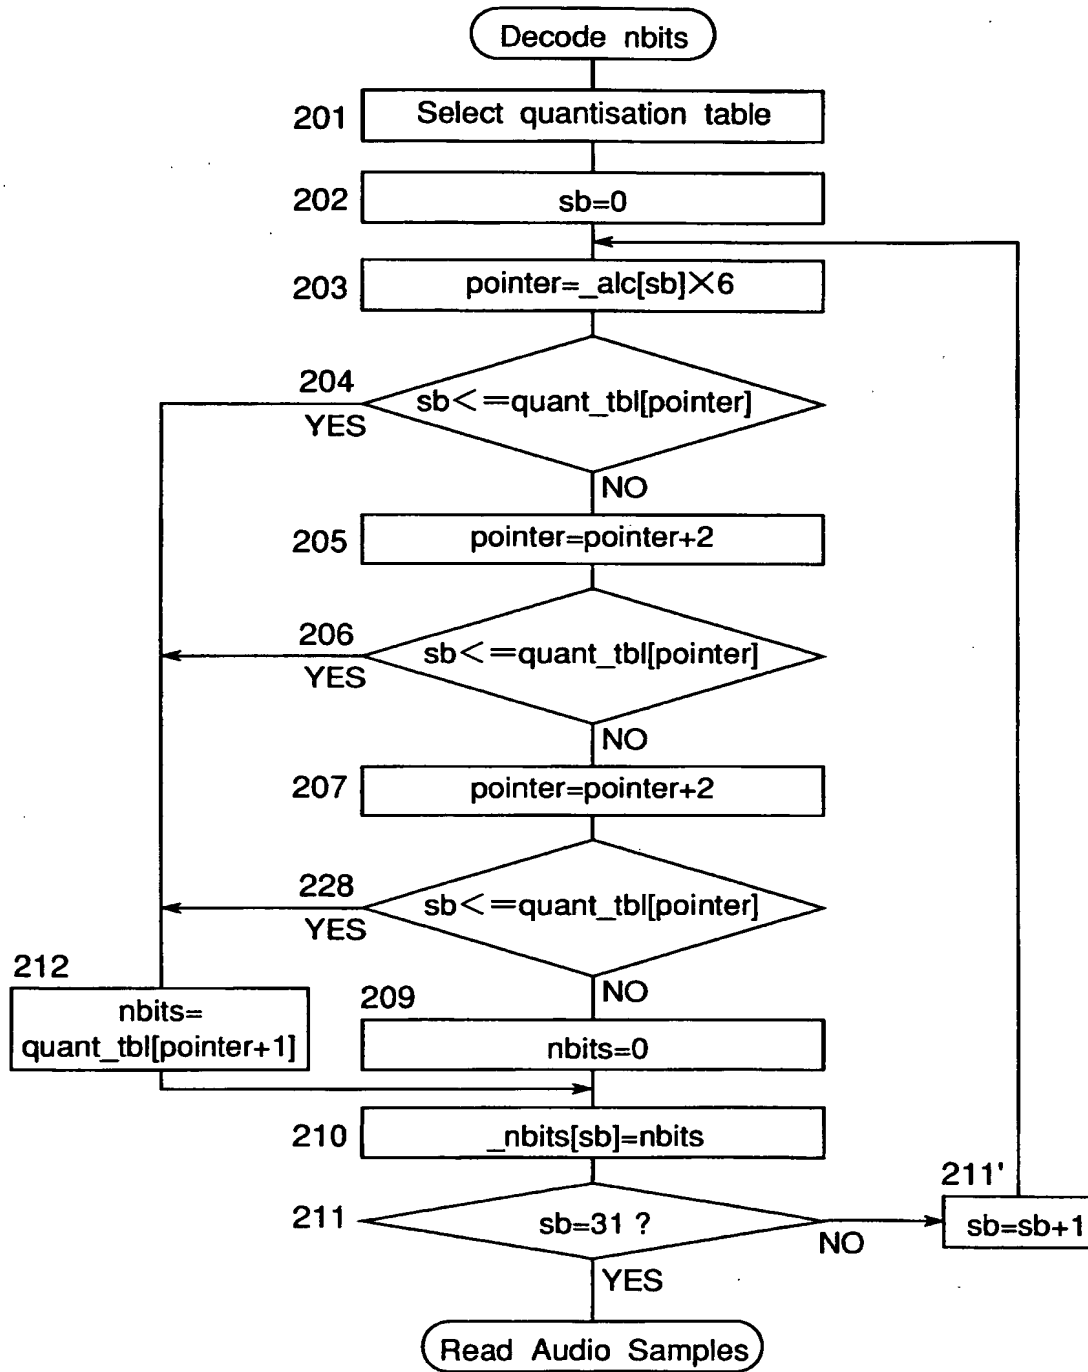 Decode nbits
201
Select quantisation table
202
sb=0
203
pointer=_alc[sb]×6
204
sb<=quant_tbl[pointer]
YES
NO
205
pointer=pointer+2
206
sb<=quant_tbl[pointer]
YES
NO
207
pointer=pointer+2
228
sb<=quant_tbl[pointer]
YES
NO
212
nbits=
quant_tbl[pointer+1]
209
nbits=0
210
_nbits[sb]=nbits
211
sb=31 ?
NO
211'
sb=sb+1
YES
Read Audio Samples